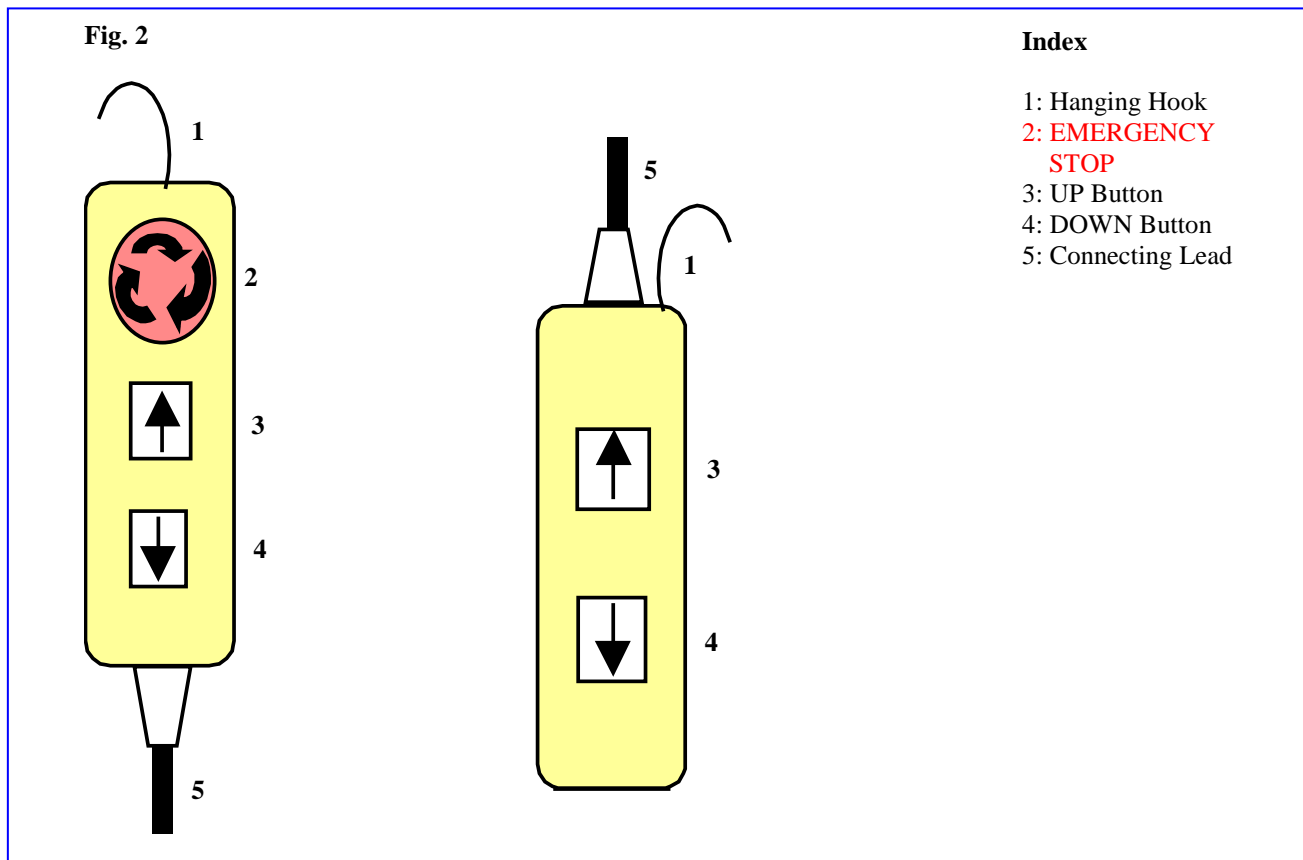 Fig. 2
1
2
3
4
5
5
1
3
4
Index
1: Hanging Hook
2: EMERGENCY
STOP
3: UP Button
4: DOWN Button
5: Connecting Lead